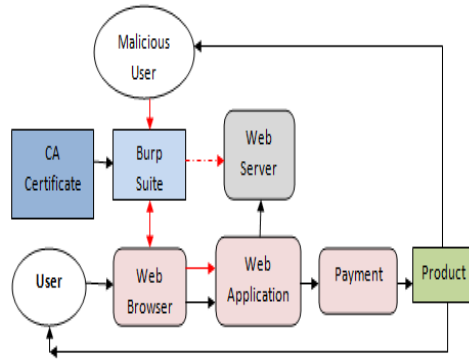 Malicious
User
CA
Certificate
Burp
Suite
Web
Server
User
Web
Browser
Web
Application
Payment
Product